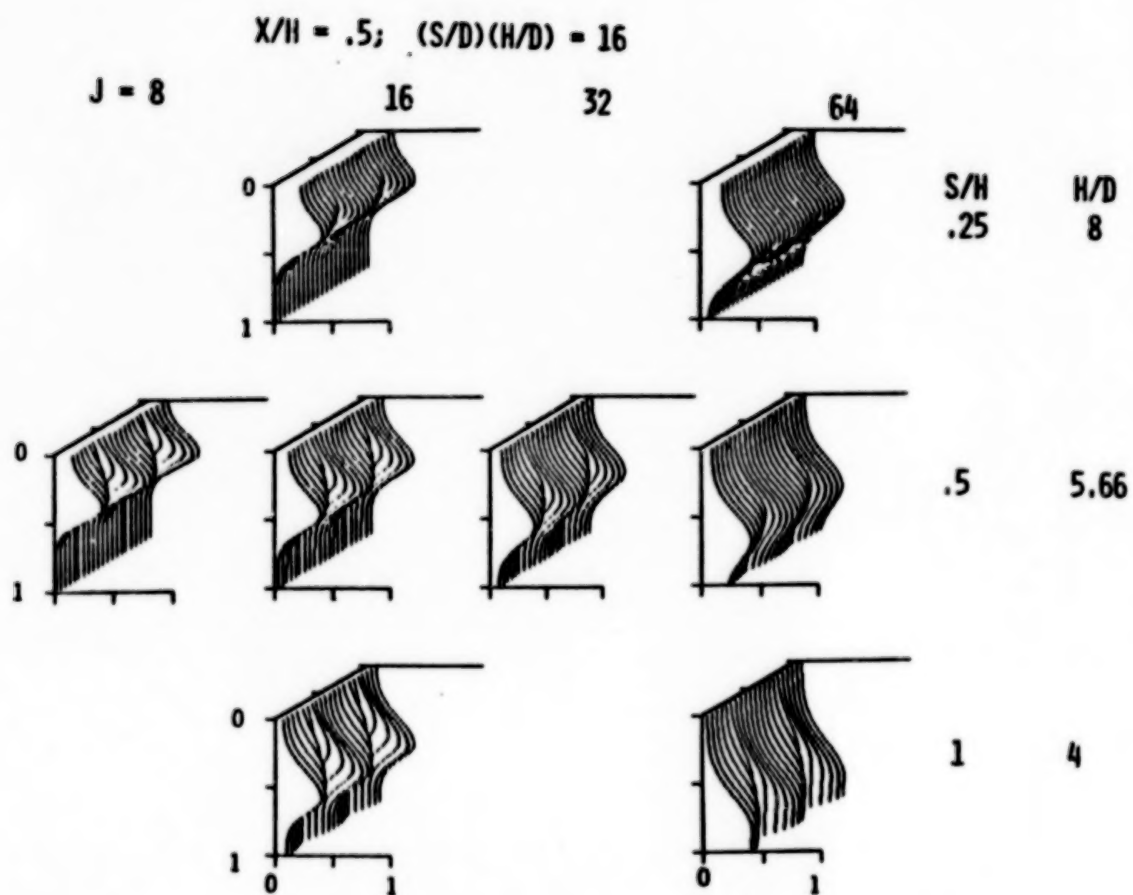 X/H = .5; (S/D)(H/D) = 16
J = 8 16 32 64
0
S/H H/D
.25 8
1
0
.5 5.66
1
0
1 4
1
0 1 0 1